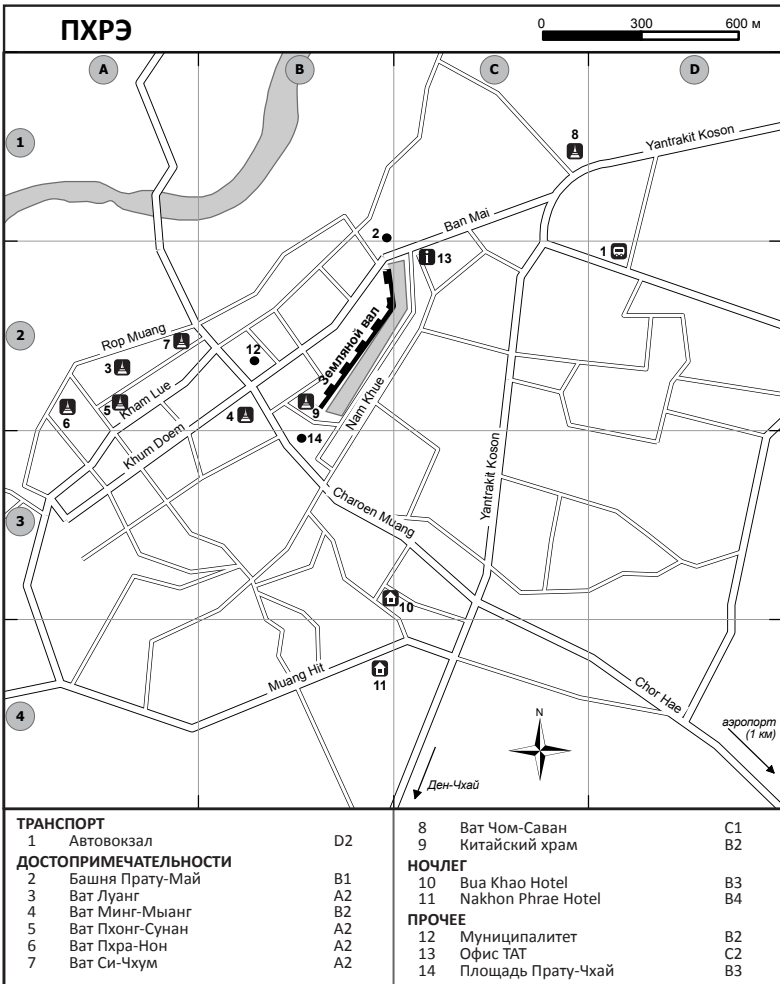 ПХРЭ
0 300 600 м
A B C D
1
8
Yantrakit Koson
Ban Mai
2
1
13
2
Земляной вал
Rop Muang
7
12
3
5
Kham Lue
6
4
9
Nam Khue
14
Khum Doem
3
Charoen Muang
Yantrakit Koson
10
Muang Hit
11
Chor Hae
4
N
аэропорт
(1 км)
Ден-Чхай
ТРАНСПОРТ
1 Автовокзал D2
ДОСТОПРИМЕЧАТЕЛЬНОСТИ
2 Башня Прату-Май B1
3 Ват Луанг A2
4 Ват Минг-Мыанг B2
5 Ват Пхонг-Сунан A2
6 Ват Пхра-Нон A2
7 Ват Си-Чхум A2
8 Ват Чом-Саван C1
9 Китайский храм B2
НОЧЛЕГ
10 Bua Khao Hotel B3
11 Nakhon Phrae Hotel B4
ПРОЧЕЕ
12 Муниципалитет B2
13 Офис ТАТ C2
14 Площадь Прату-Чхай B3